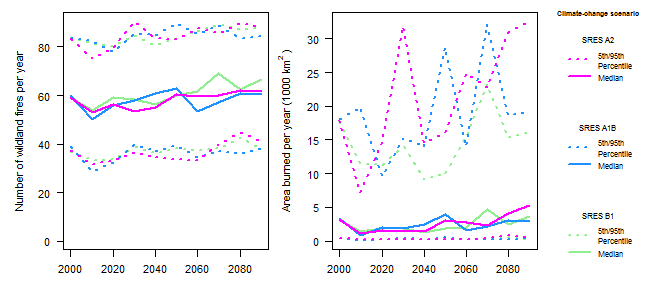 Number of wildland fires per year
80
60
40
20
0
2000
2020
2040
2060
2080
Area burned per year (1000 km²)
30
25
20
15
10
5
0
2000
2020
2040
2060
2080
Climate-change scenario
SRES A2
5th/95th
Percentile
Median
SRES A1B
5th/95th
Percentile
Median
SRES B1
5th/95th
Percentile
Median